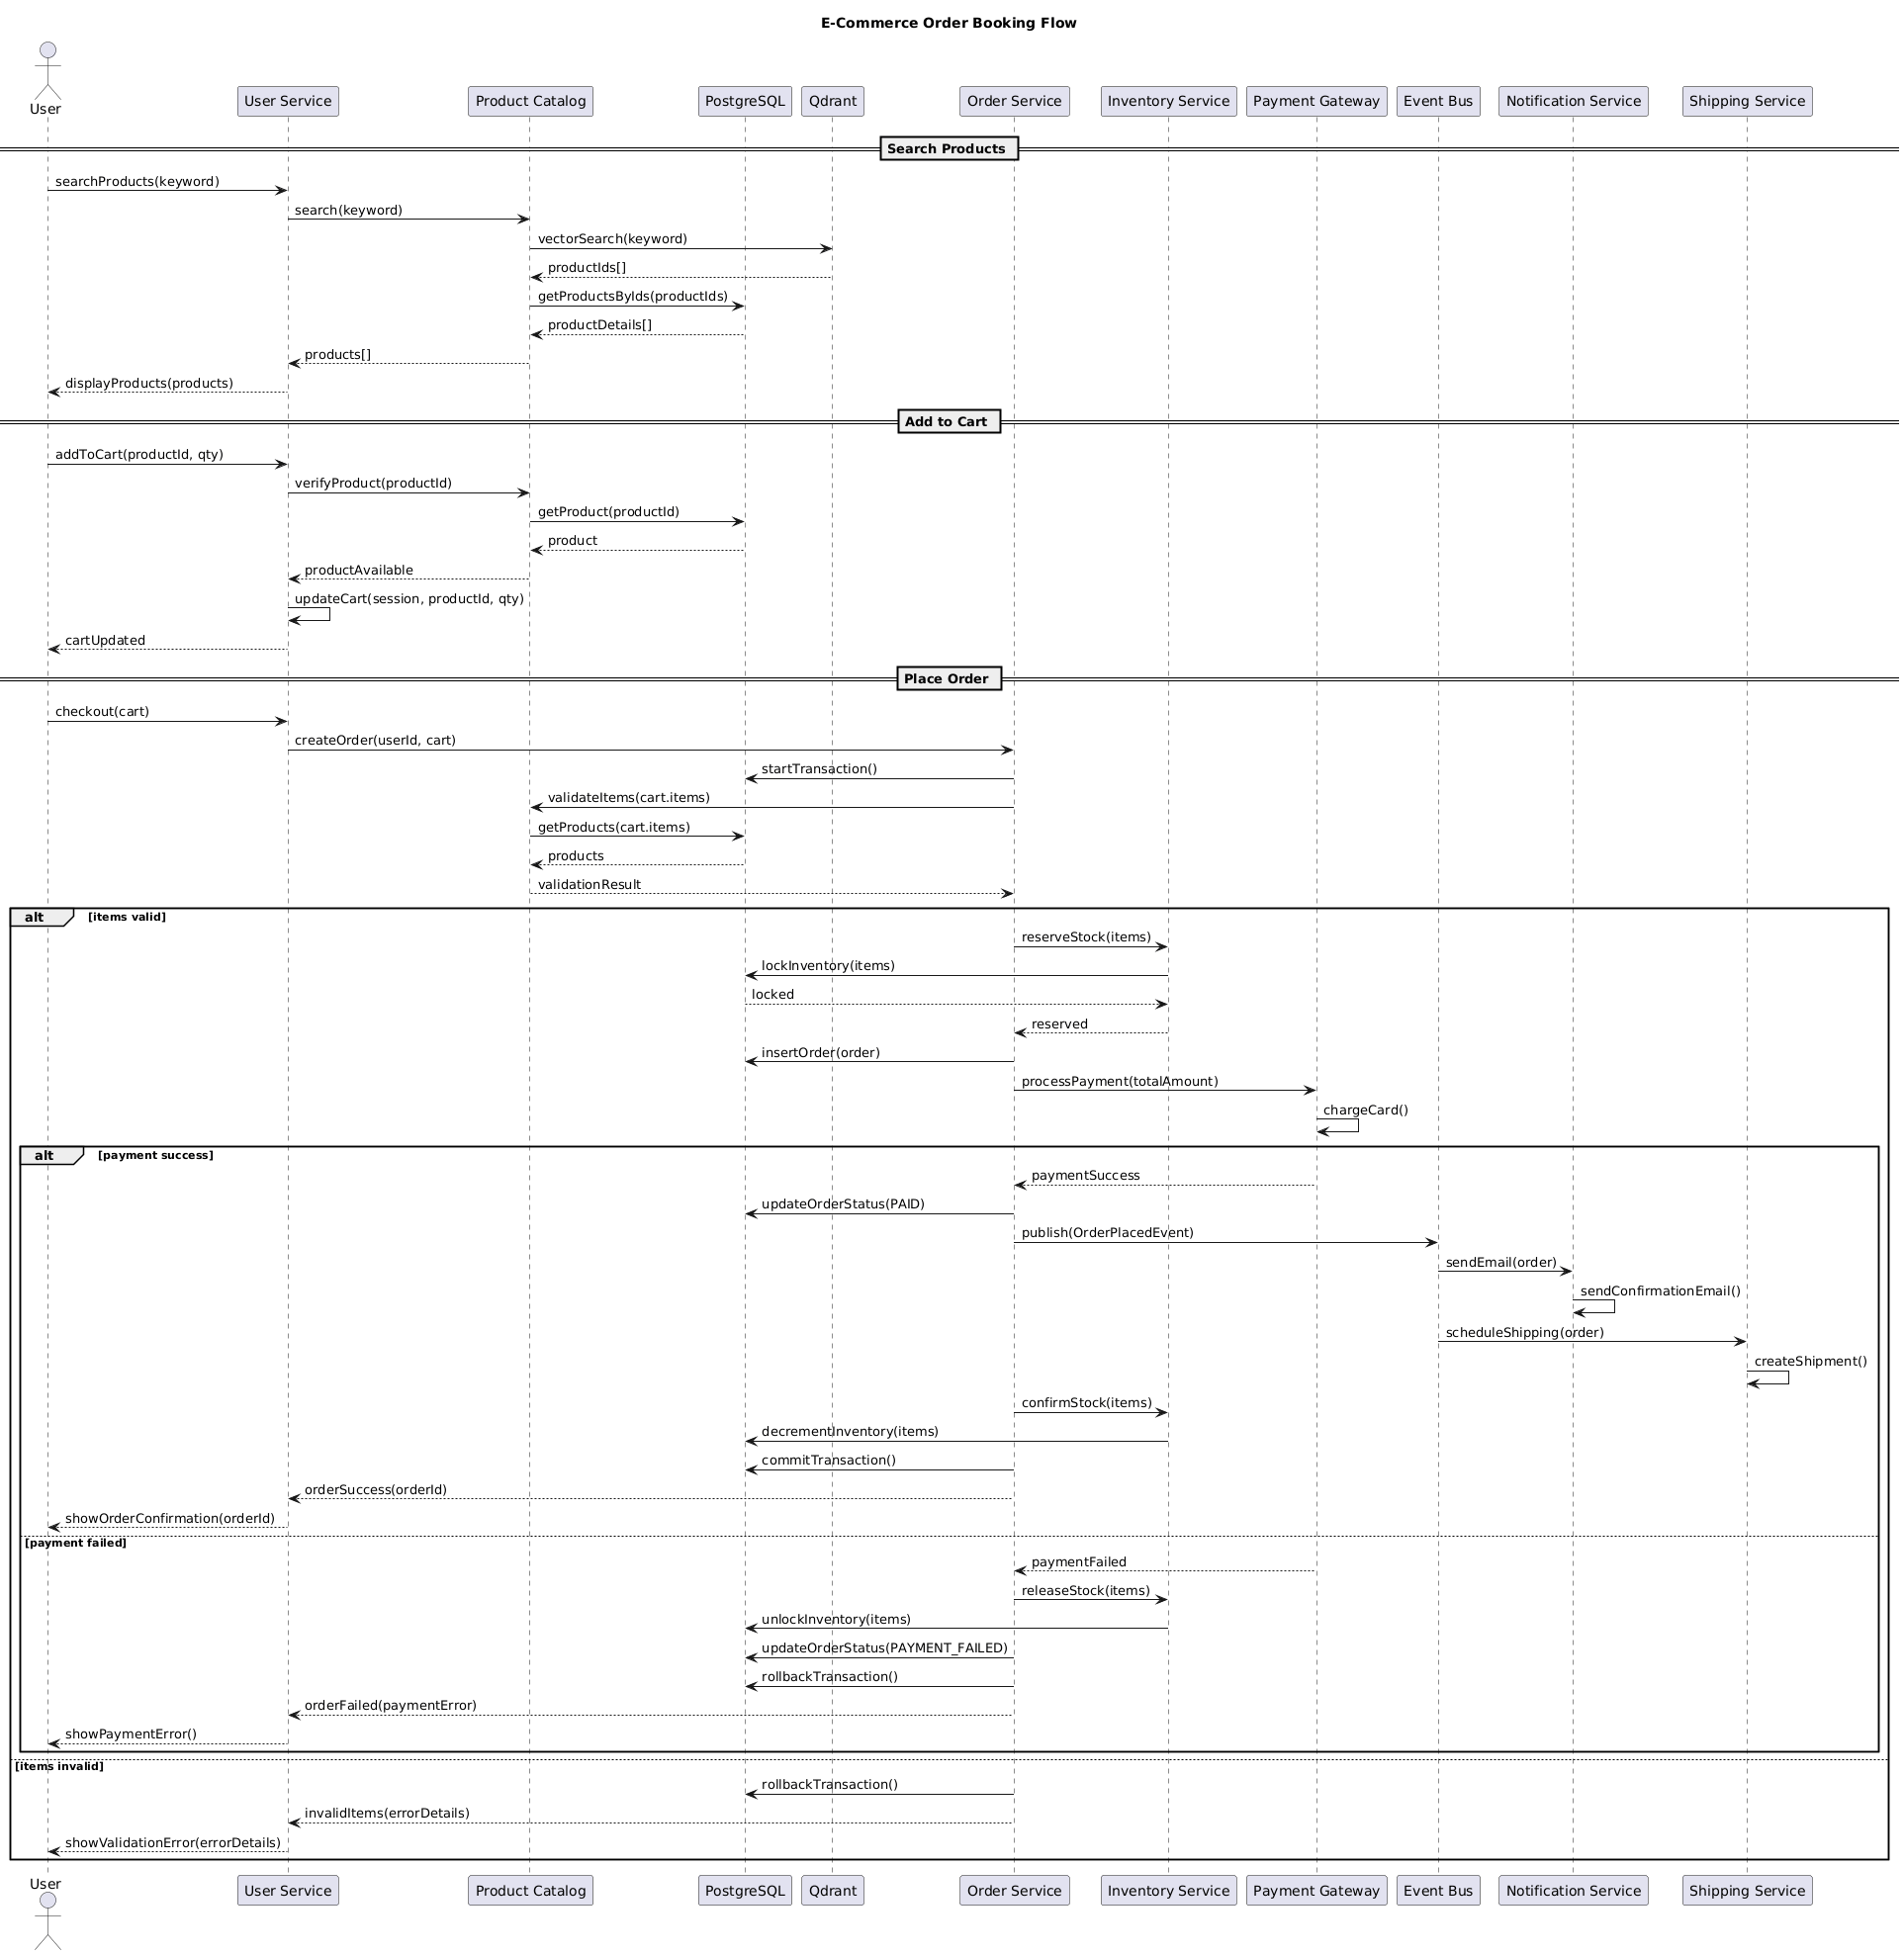 E-Commerce Order Booking Flow
User
User Service
Product Catalog
PostgreSQL
Qdrant
Order Service
Inventory Service
Payment Gateway
Event Bus
Notification Service
Shipping Service
Search Products
searchProducts(keyword)
search(keyword)
vectorSearch(keyword)
productIds[]
getProductsByIds(productIds)
productDetails[]
products[]
displayProducts(products)
Add to Cart
addToCart(productId, qty)
verifyProduct(productId)
getProduct(productId)
product
productAvailable
updateCart(session, productId, qty)
cartUpdated
Place Order
checkout(cart)
createOrder(userId, cart)
startTransaction()
validateItems(cart.items)
getProducts(cart.items)
products
validationResult
alt [items valid]
reserveStock(items)
lockInventory(items)
locked
reserved
insertOrder(order)
processPayment(totalAmount)
chargeCard()
alt [payment success]
paymentSuccess
updateOrderStatus(PAID)
publish(OrderPlacedEvent)
sendEmail(order)
sendConfirmationEmail()
scheduleShipping(order)
createShipment()
confirmStock(items)
decrementInventory(items)
commitTransaction()
orderSuccess(orderId)
showOrderConfirmation(orderId)
[payment failed]
paymentFailed
releaseStock(items)
unlockInventory(items)
updateOrderStatus(PAYMENT_FAILED)
rollbackTransaction()
orderFailed(paymentError)
showPaymentError()
[items invalid]
rollbackTransaction()
invalidItems(errorDetails)
showValidationError(errorDetails)
User
User Service
Product Catalog
PostgreSQL
Qdrant
Order Service
Inventory Service
Payment Gateway
Event Bus
Notification Service
Shipping Service